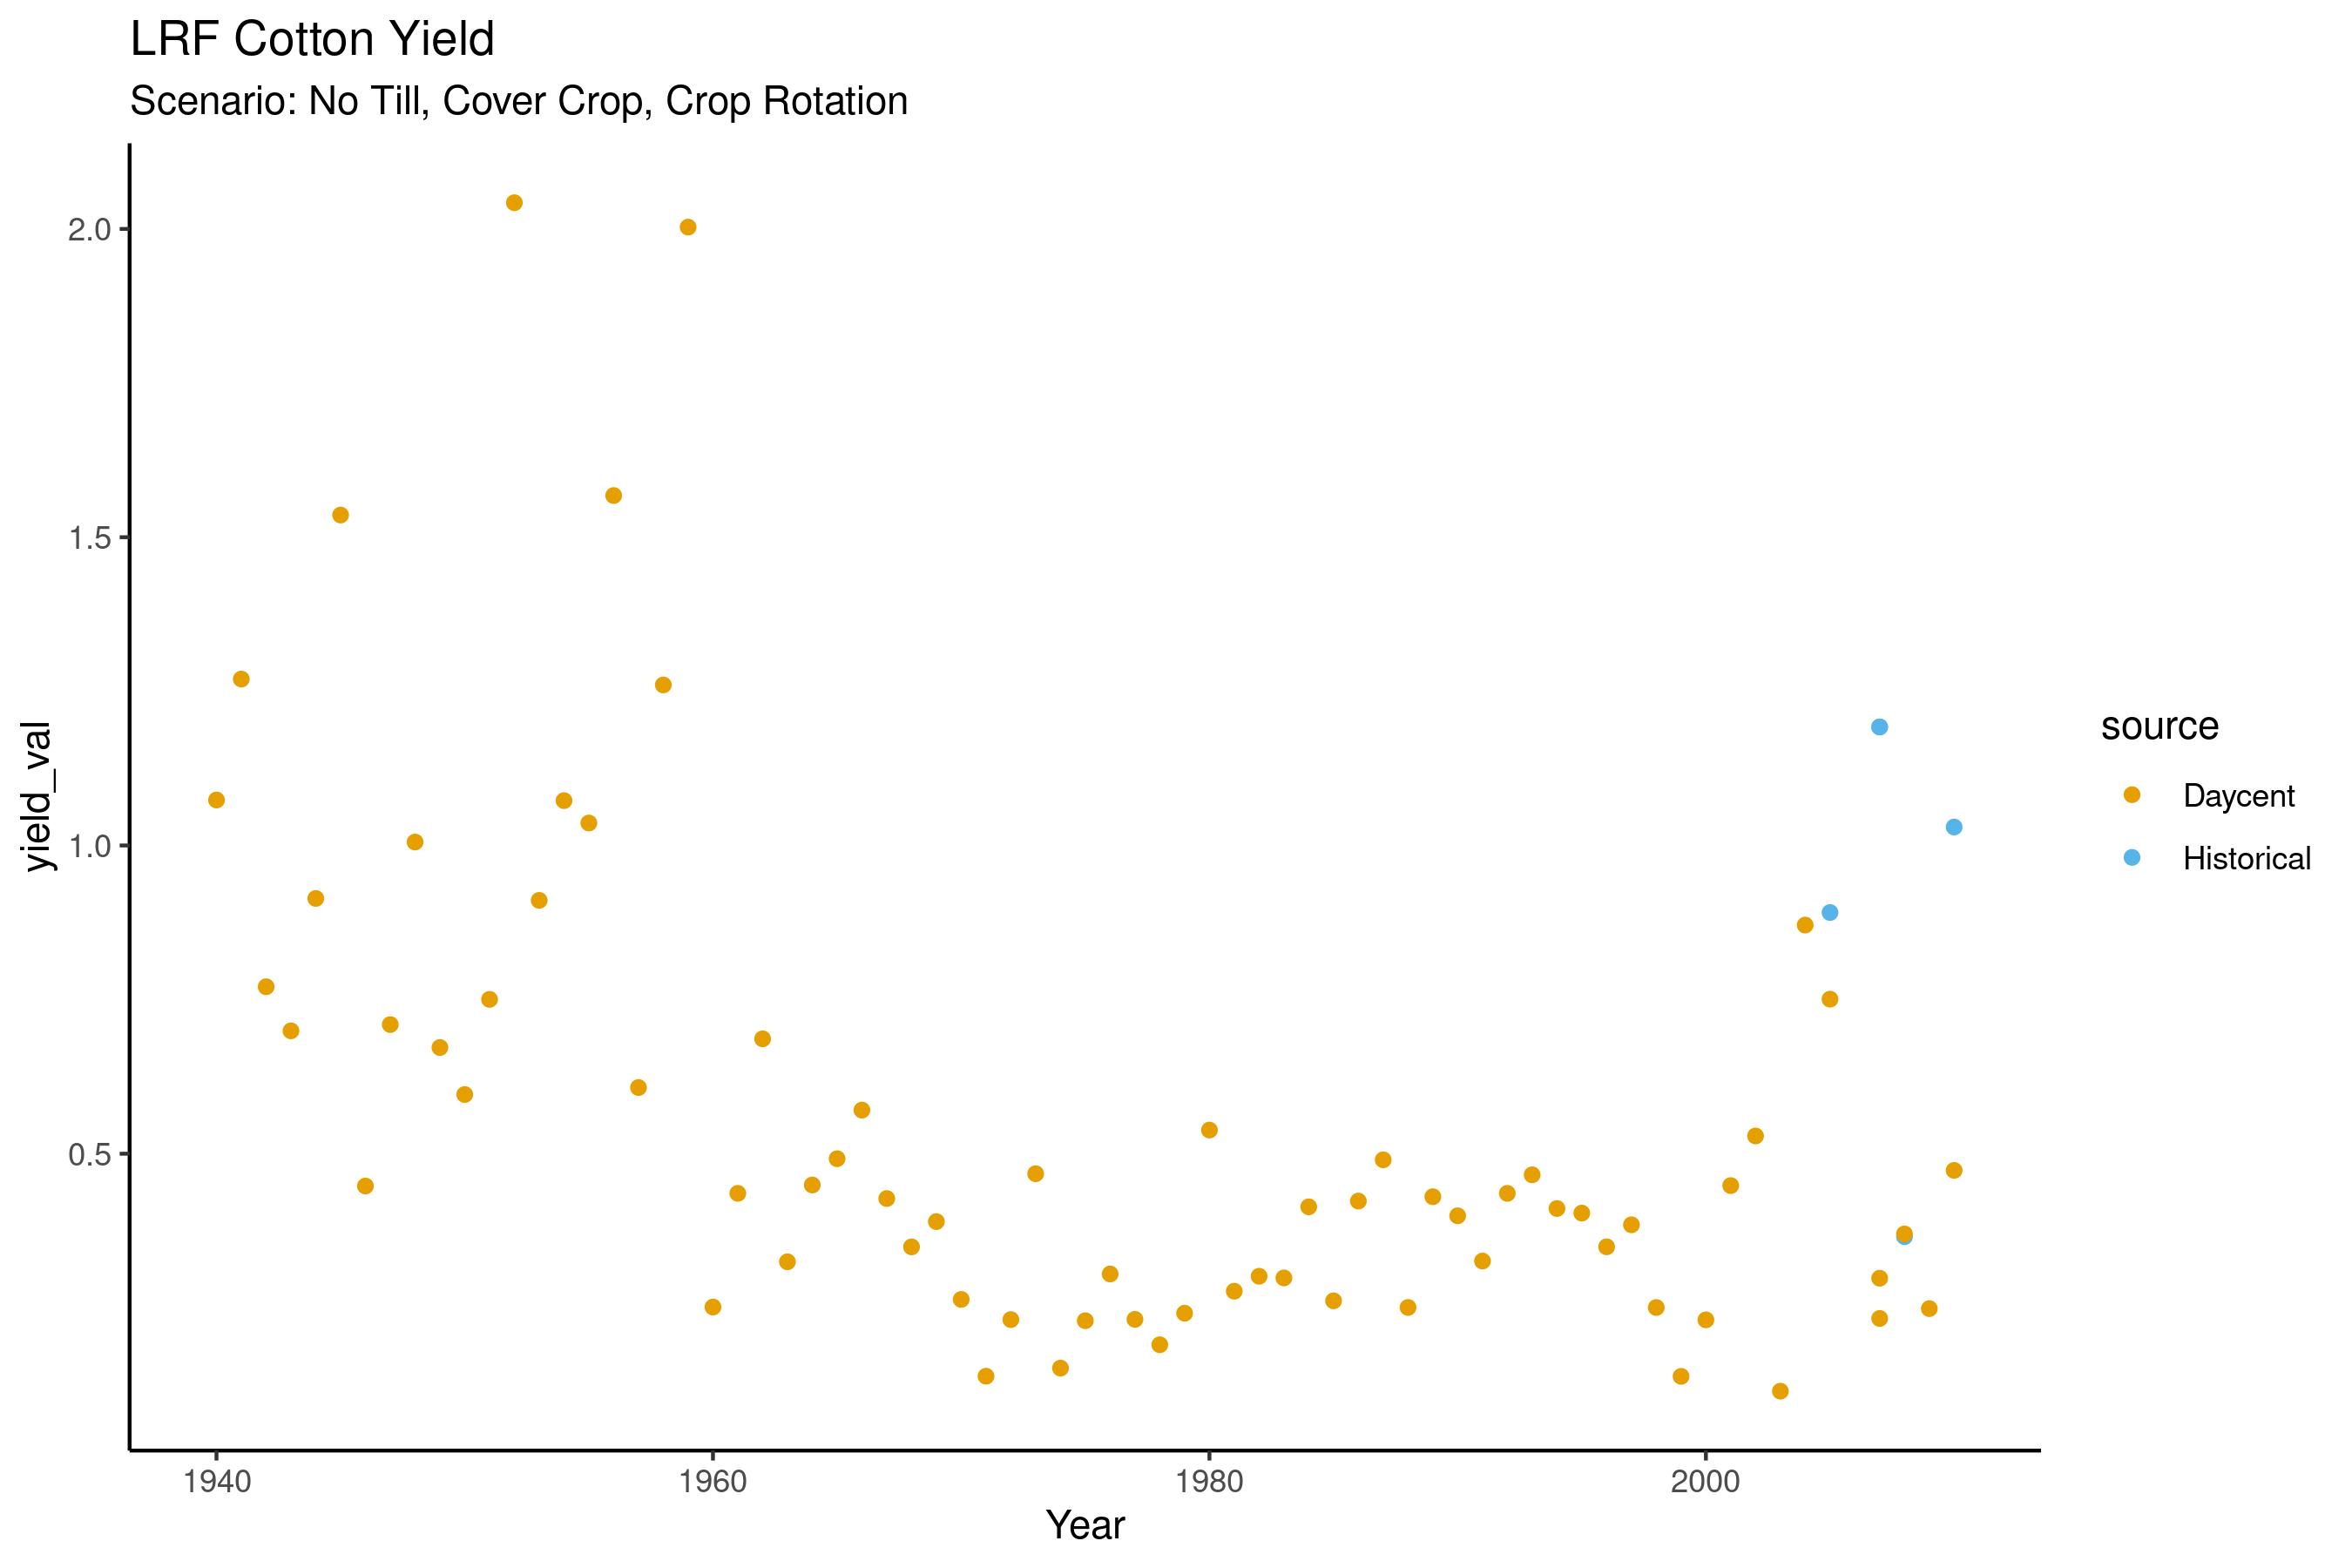 LRF Cotton Yield
Scenario: No Till, Cover Crop, Crop Rotation
yield_val
2.0
1.5
1.0
0.5
1940
1960
1980
2000
Year
source
Daycent
Historical